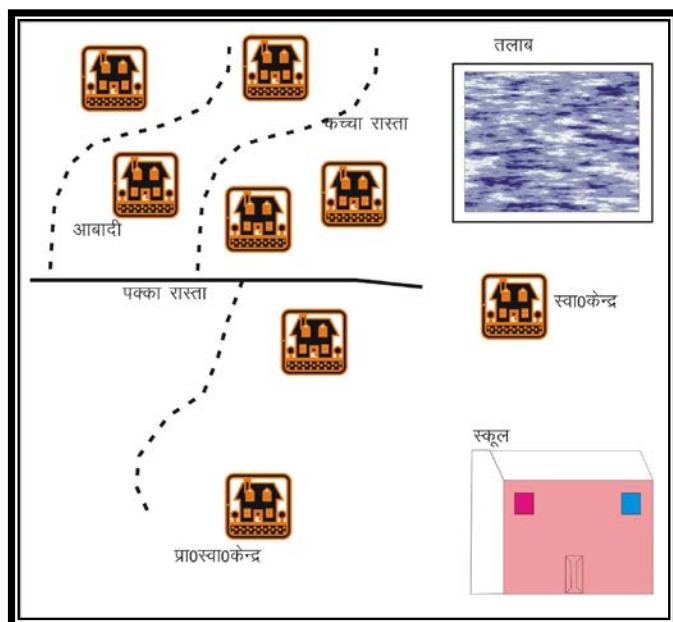 तलाब
कच्चा रास्ता
आबादी
पक्का रास्ता
स्वा0केन्द्र
स्कूल
प्रा0स्वा0केन्द्र